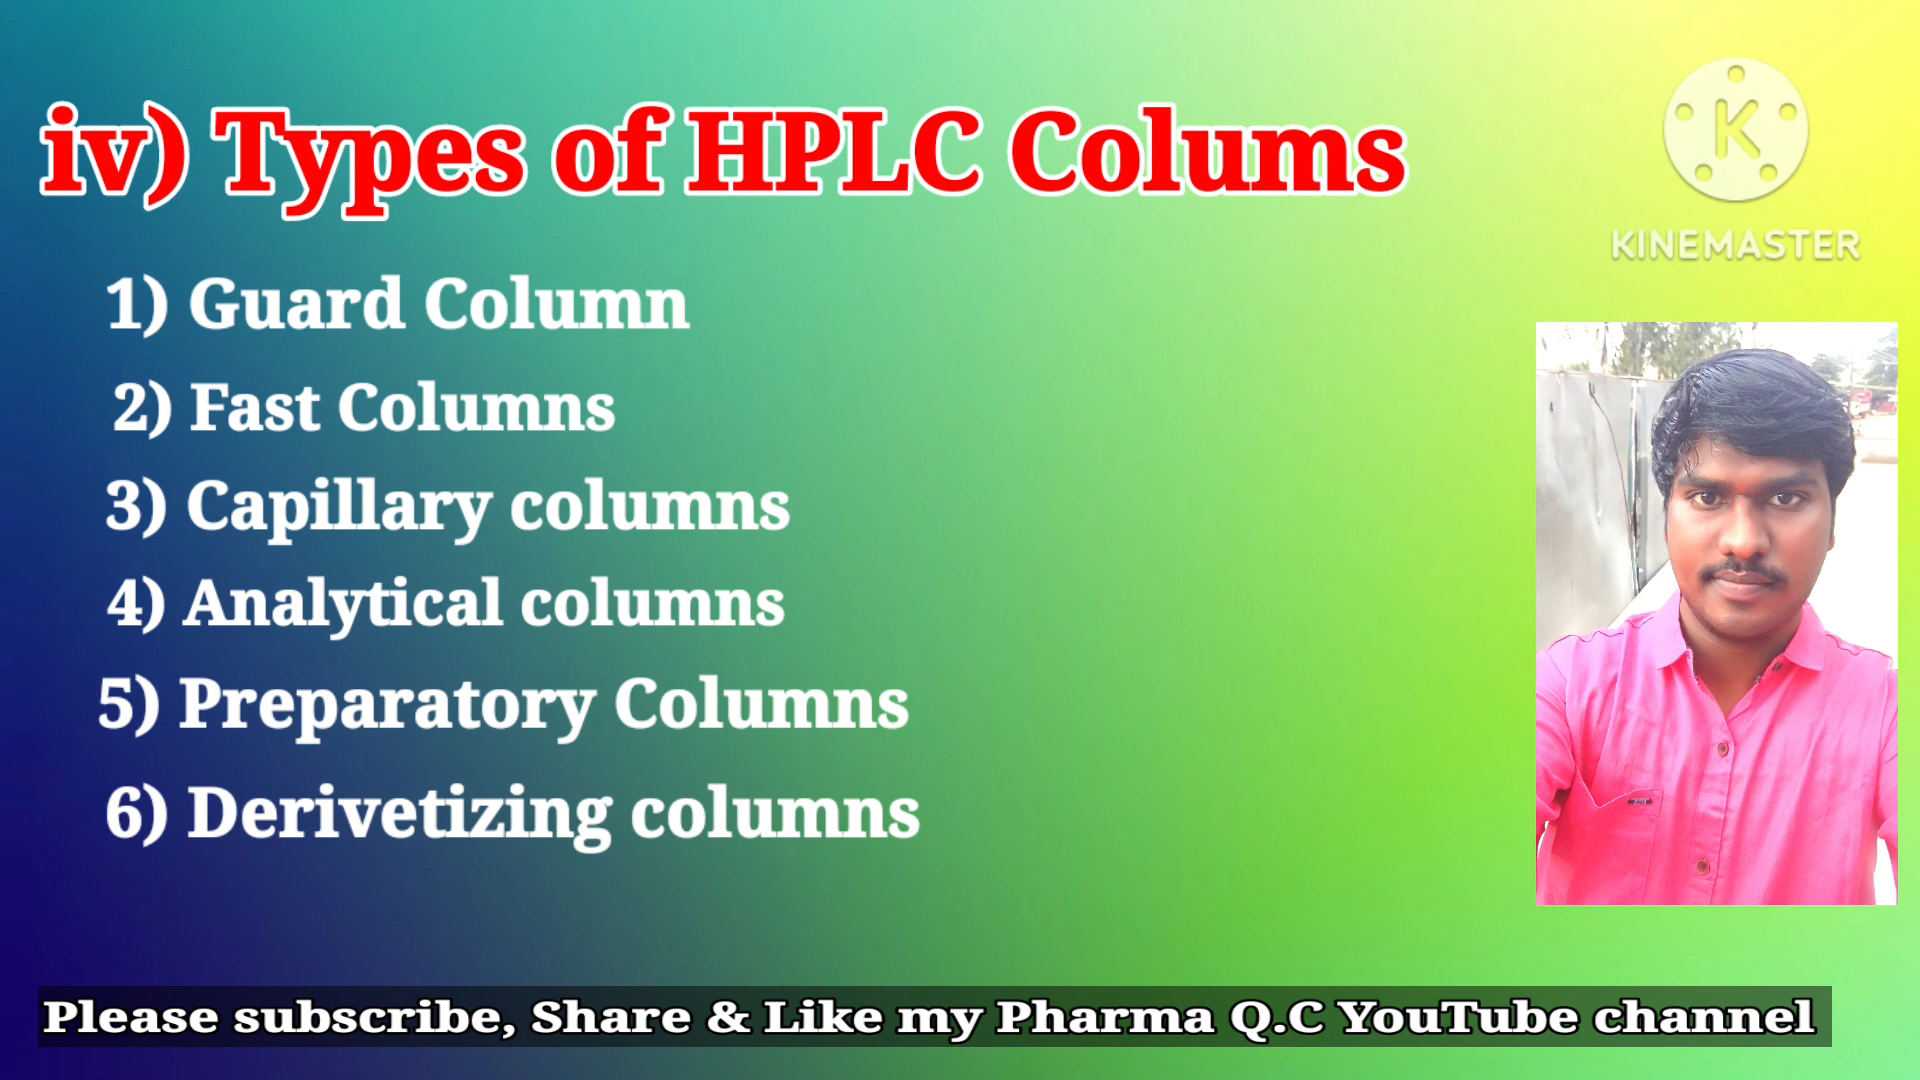 iv) Types of HPLC Colums
K
KINEMASTER
1) Guard Column
2) Fast Columns
3) Capillary columns
4) Analytical columns
5) Preparatory Columns
6) Derivetizing columns
Please subscribe, Share & Like my Pharma Q.C YouTube channel